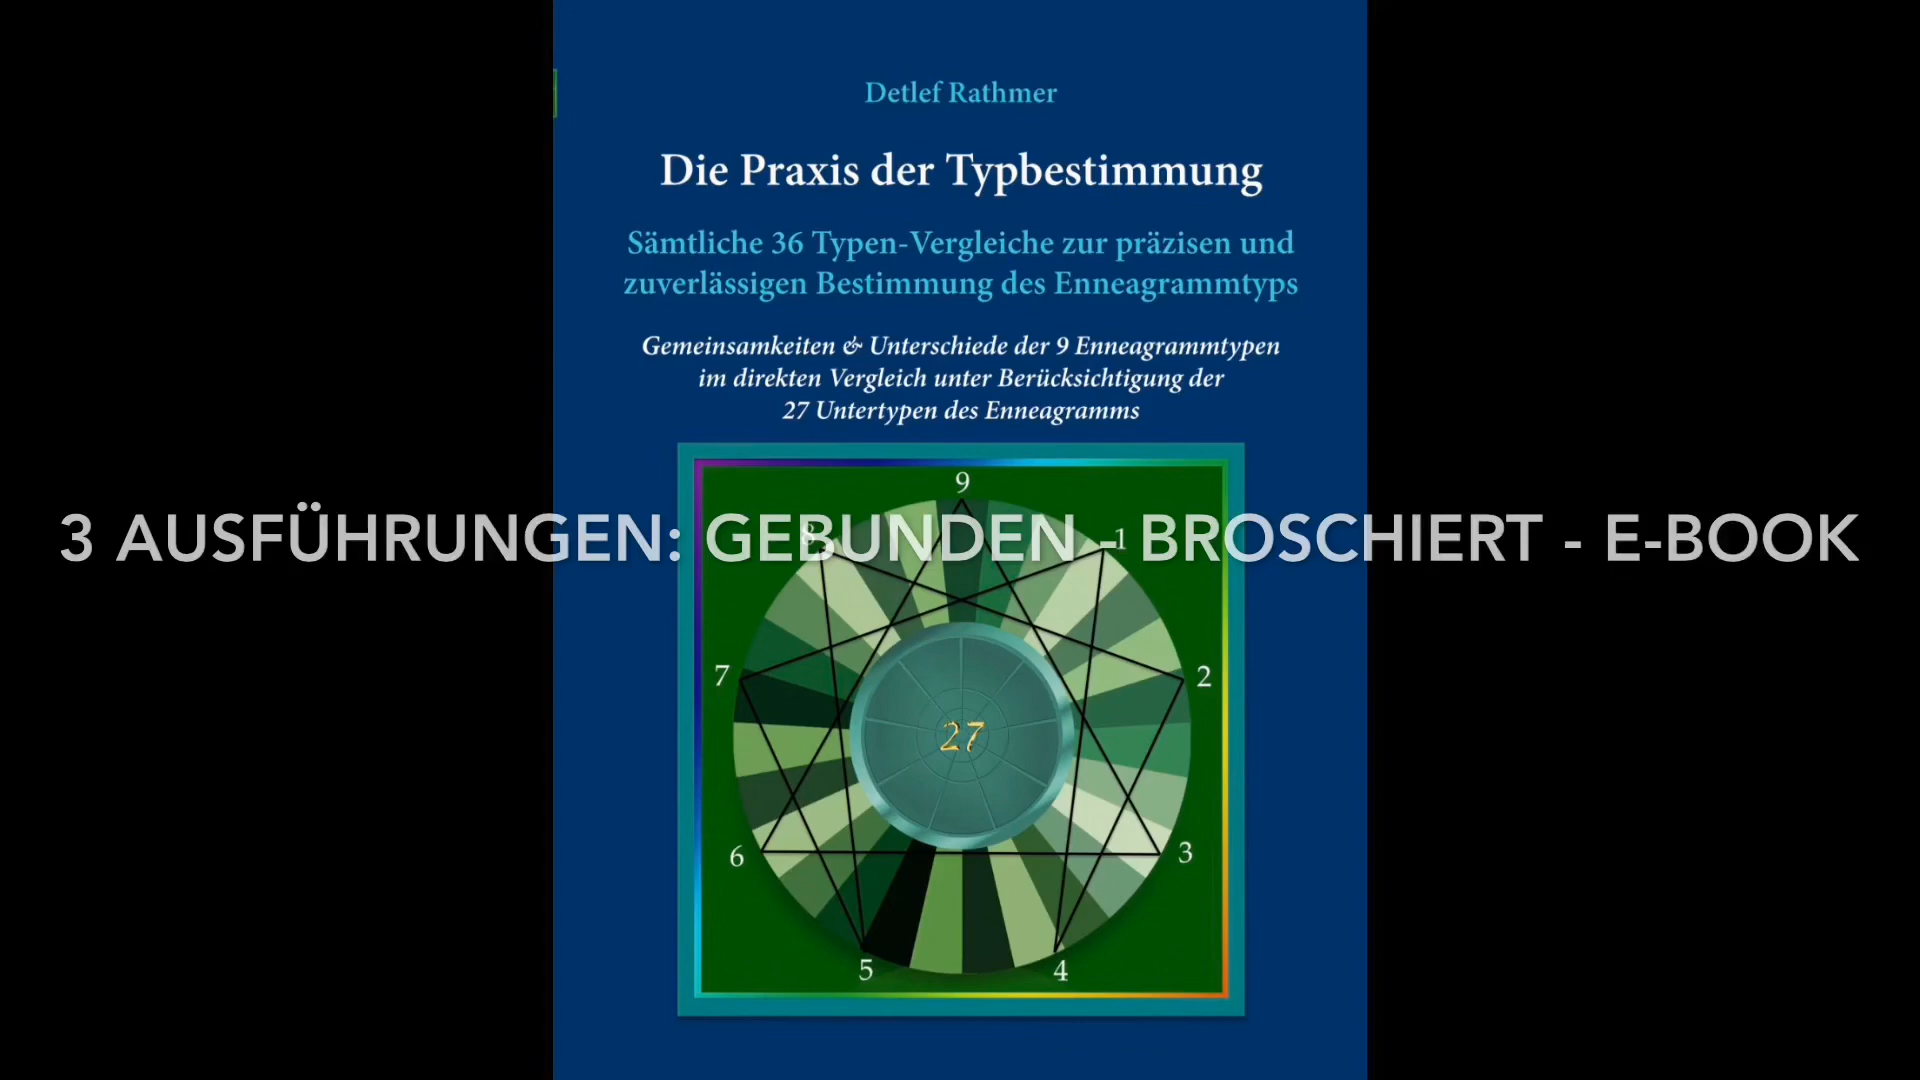 Detlef Rathmer
Die Praxis der Typbestimmung
Sämtliche 36 Typen-Vergleiche zur präzisen und
zuverlässigen Bestimmung des Enneagrammtyps
Gemeinsamkeiten & Unterschiede der 9 Enneagrammtypen
im direkten Vergleich unter Berücksichtigung der
27 Untertypen des Enneagramms
9
3 AUSFÜHRUNGEN: GEBUNDEN - BROSCHIERT - E-BOOK
8
1
7
2
27
6
3
5
4